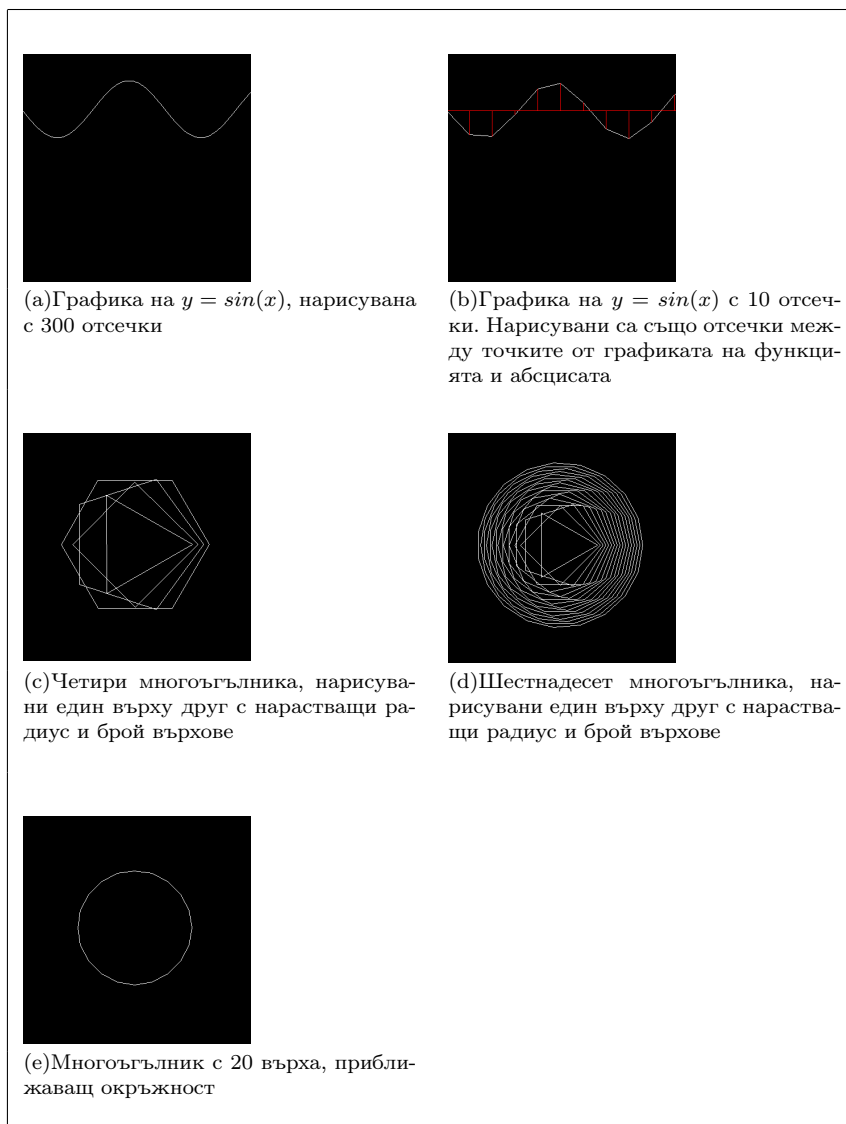 (a)Графика на y = sin(x), нарисувана
с 300 отсечки
(b)Графика на y = sin(x) с 10 отсеч-
ки. Нарисувани са също отсечки меж-
ду точките от графиката на функци-
ята и абсцисата
(c)Четири многоъгълника, нарисува-
ни един върху друг с нарастващи ра-
диус и брой върхове
(d)Шестнадесет многоъгълника, на-
рисувани един върху друг с нараства-
щи радиус и брой върхове
(e)Многоъгълник с 20 върха, прибли-
жаващ окръжност